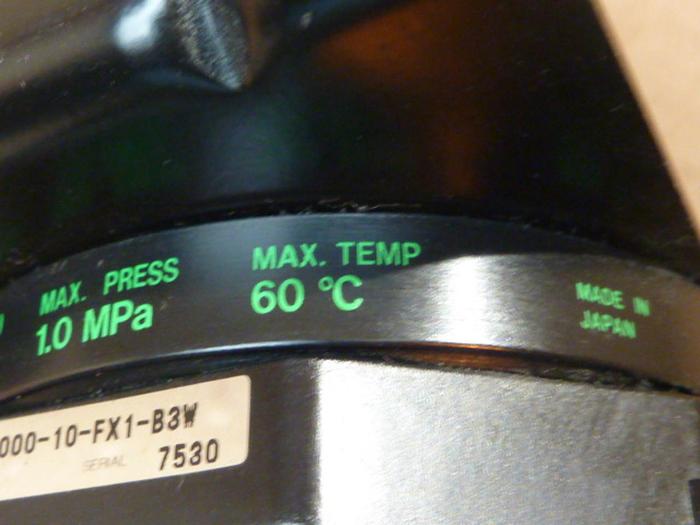 MAX. PRESS
1.0 MPa
MAX. TEMP
60 °C
MADE IN
JAPAN
000-10-FX1-B3W
SERIAL 7530